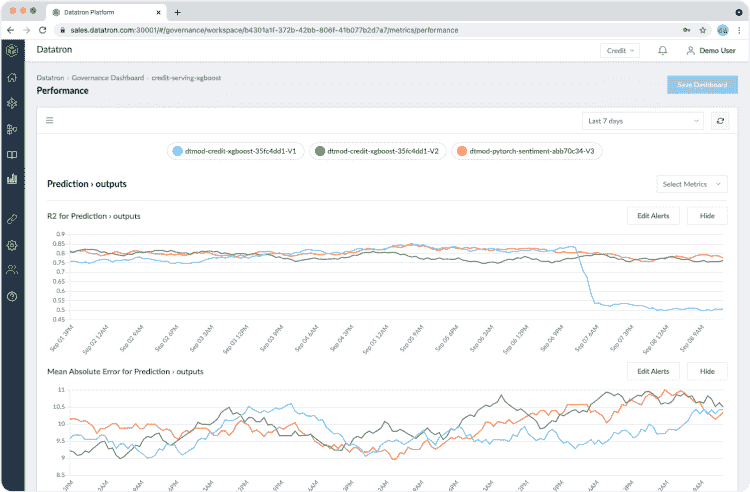 Datatron Platform
sales.datatron.com:30001/#/governance/workspace/b4301a1f-372b-42bb-806f-41b077b2d7a7/metrics/performance
Datatron
Credit
Demo User
Datatron > Governance Dashboard > credit-serving-xgboost
Performance
Save Dashboard
Last 7 days
dtmod-credit-xgboost-35fc4dd1-V1
dtmod-credit-xgboost-35fc4dd1-V2
dtmod-pytorch-sentiment-abb70c34-V3
Prediction › outputs
Select Metrics
R2 for Prediction › outputs
Edit Alerts
Hide
0.9
0.85
0.8
0.75
0.7
0.65
0.6
0.55
0.5
0.45
Sep 01 3PM
Sep 02 12AM
Sep 02 9AM
Sep 02 6PM
Sep 03 3AM
Sep 03 12PM
Sep 03 9PM
Sep 04 6AM
Sep 04 3PM
Sep 05 12AM
Sep 05 9AM
Sep 05 6PM
Sep 06 3AM
Sep 06 12PM
Sep 06 9PM
Sep 07 6AM
Sep 07 3PM
Sep 08 12AM
Sep 08 9AM
Mean Absolute Error for Prediction › outputs
Edit Alerts
Hide
11
10.5
10
9.5
9
8.5